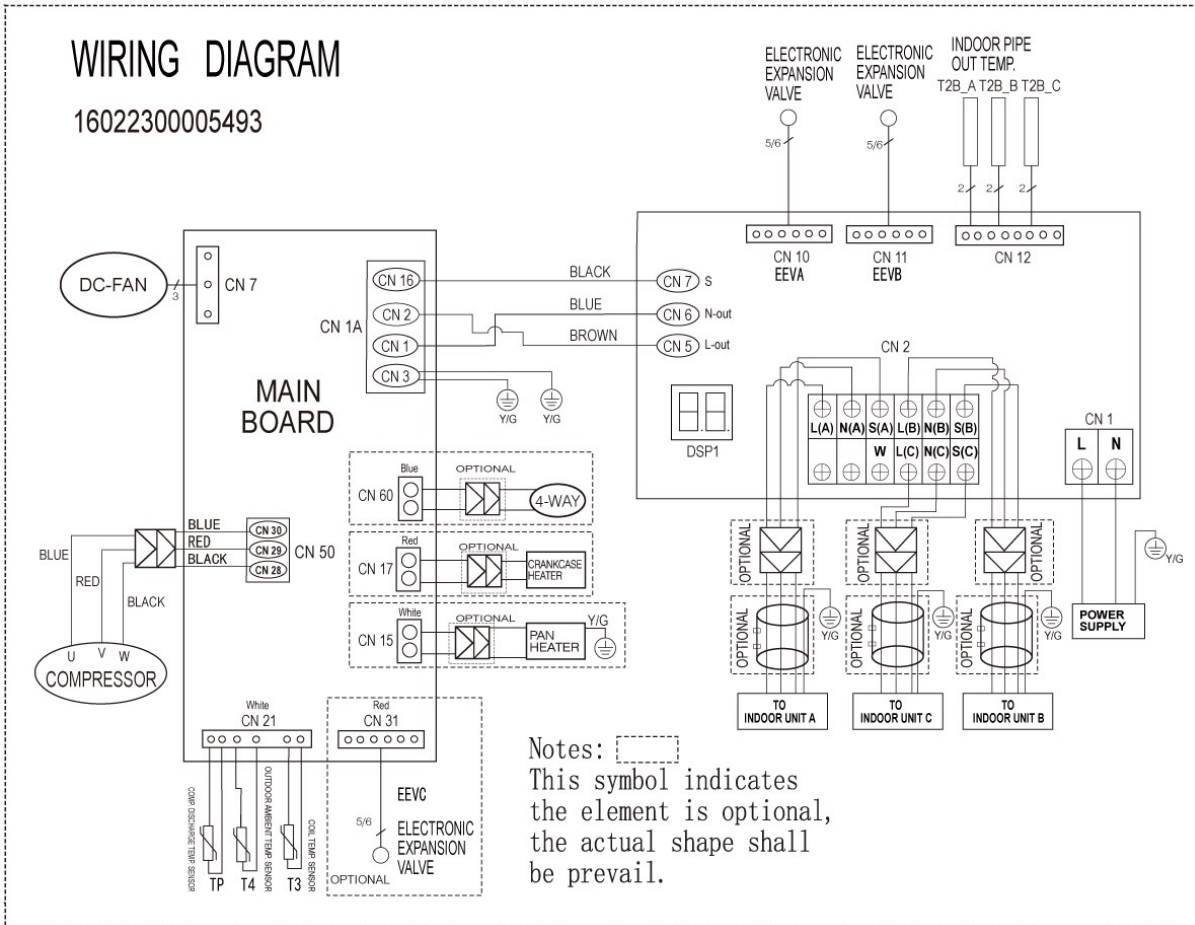 WIRING DIAGRAM
16022300005493
ELECTRONIC
EXPANSION
VALVE
ELECTRONIC
EXPANSION
VALVE
INDOOR PIPE
OUT TEMP.
T2B_A T2B_B T2B_C
5/6
5/6
2
2
2
CN 10
EEVA
CN 11
EEVB
CN 12
DC-FAN
3
CN 7
CN 1A
CN 16
CN 2
CN 1
CN 3
BLACK
BLUE
BROWN
CN 7 S
CN 6 N-out
CN 5 L-out
Y/G
Y/G
MAIN
BOARD
DSP1
CN 2
L(A) N(A) S(A) L(B) N(B) S(B)
W L(C) N(C) S(C)
CN 1
L N
Blue
CN 60
OPTIONAL
4-WAY
Red
CN 17
OPTIONAL
CRANKCASE
HEATER
White
CN 15
OPTIONAL
PAN
HEATER
Y/G
BLUE
RED
BLACK
CN 30
CN 29
CN 28
CN 50
BLUE
RED
BLACK
U V W
COMPRESSOR
OPTIONAL
OPTIONAL
OPTIONAL
OPTIONAL
OPTIONAL
OPTIONAL
Y/G
Y/G
Y/G
Y/G
POWER
SUPPLY
TO
INDOOR UNIT A
TO
INDOOR UNIT C
TO
INDOOR UNIT B
White
CN 21
COMP DISCHARGE TEMP SENSOR
TP
OUTDOOR AMBIENT TEMP. SENSOR
T4
COIL TEMP. SENSOR
T3
Red
CN 31
EEVC
5/6
ELECTRONIC
EXPANSION
VALVE
OPTIONAL
Notes:
This symbol indicates
the element is optional,
the actual shape shall
be prevail.